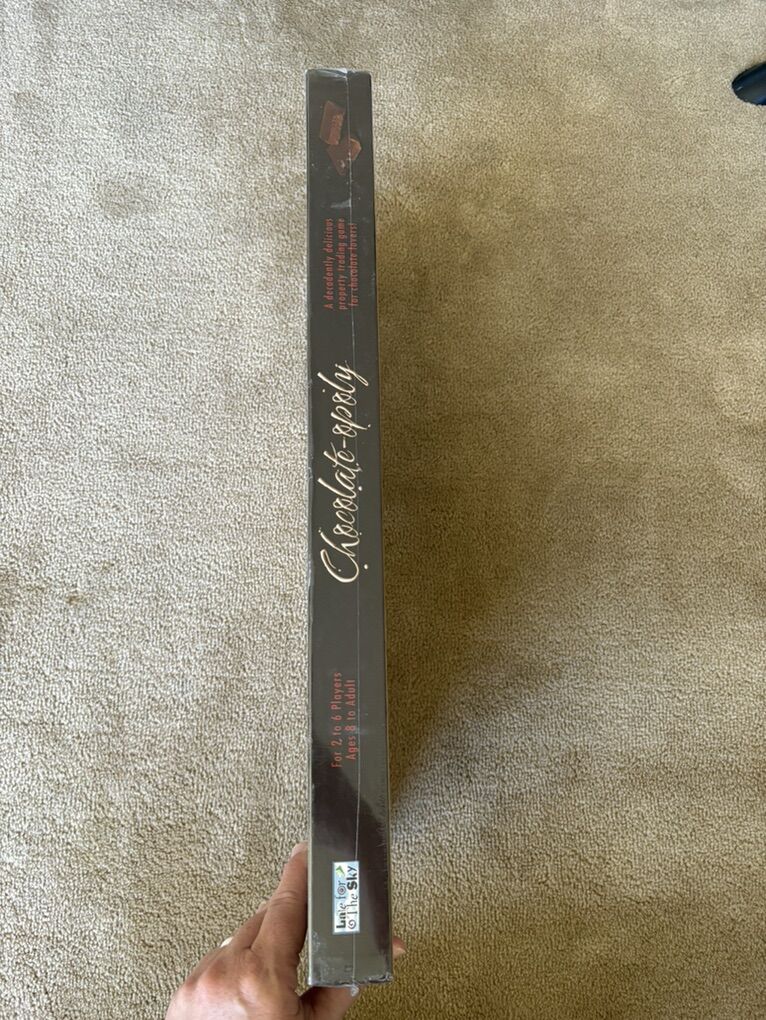 A decadently delicious
property trading game
for chocolate lovers!
Chocolate-opoly
For 2 to 6 Players
Ages 8 to Adult
Late for
The Sky